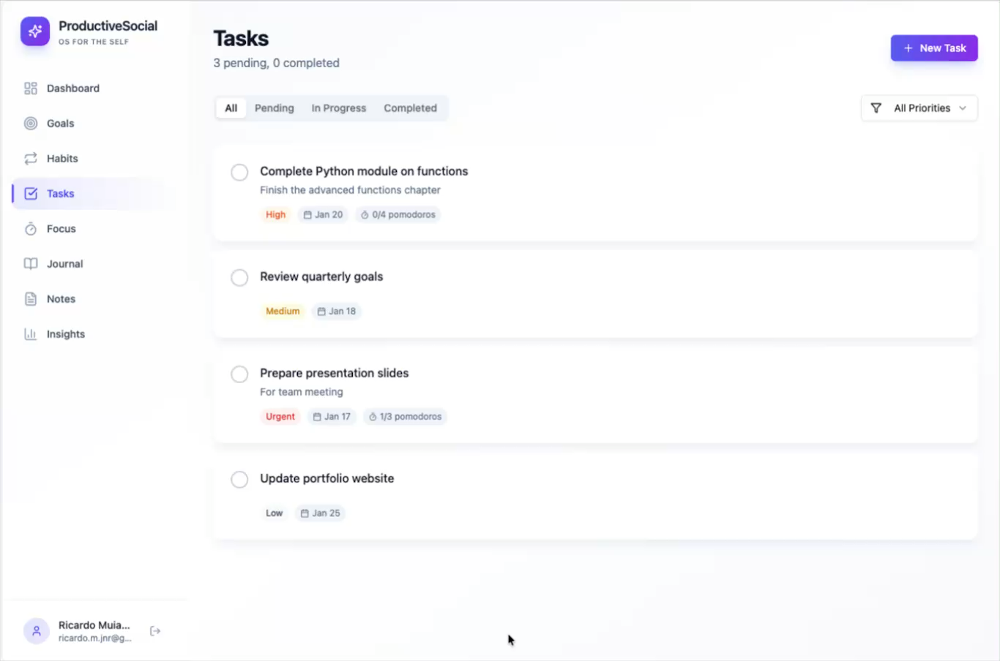 ProductiveSocial
OS FOR THE SELF
Dashboard
Goals
Habits
Tasks
Focus
Journal
Notes
Insights
Ricardo Muia...
ricardo.m.jnr@g...
Tasks
3 pending, 0 completed
+ New Task
All Pending In Progress Completed
All Priorities
Complete Python module on functions
Finish the advanced functions chapter
High Jan 20 0/4 pomodoros
Review quarterly goals
Medium Jan 18
Prepare presentation slides
For team meeting
Urgent Jan 17 1/3 pomodoros
Update portfolio website
Low Jan 25